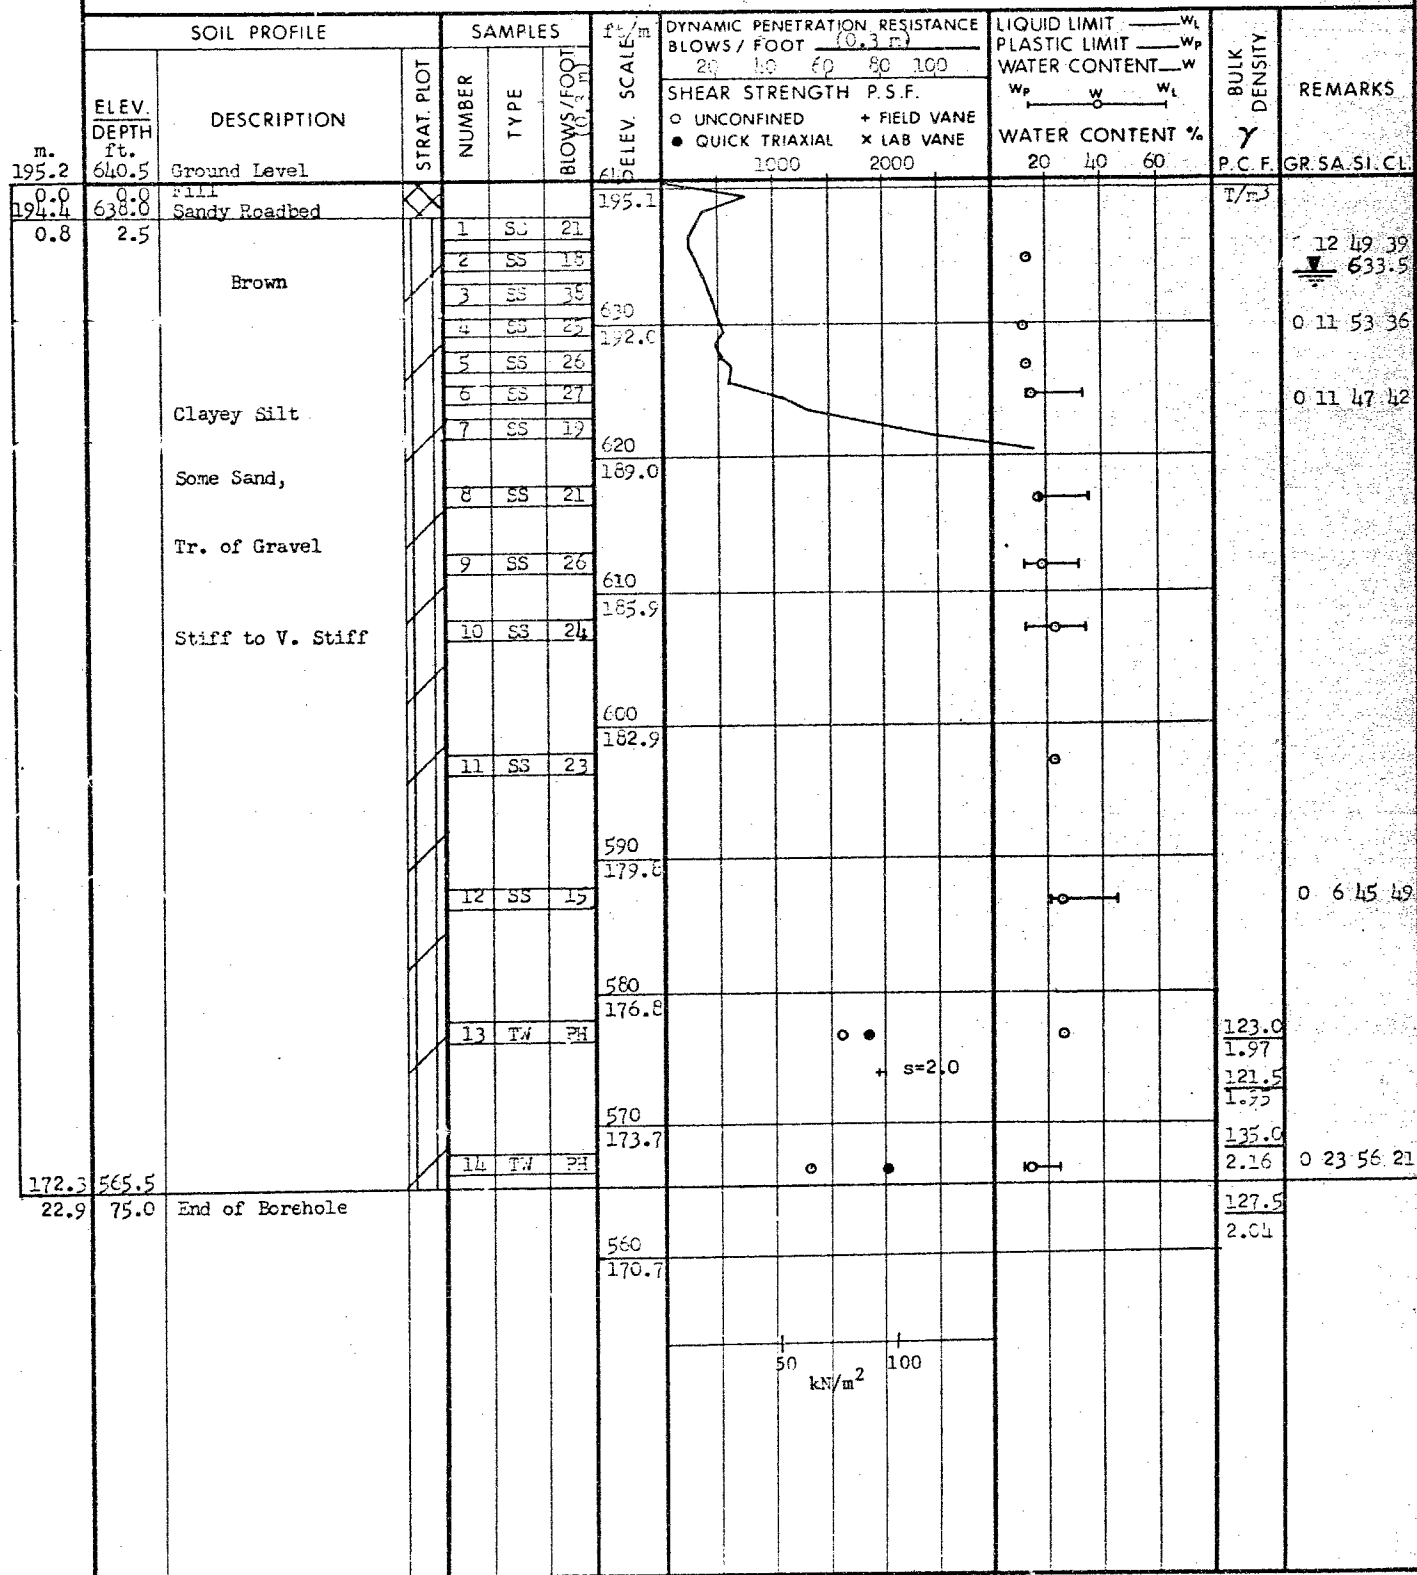 SOIL PROFILE
SAMPLES
ft/m
DYNAMIC PENETRATION RESISTANCE
BLOWS / FOOT (0.3 m)
20 40 60 80 100
LIQUID LIMIT WL
PLASTIC LIMIT WP
WATER CONTENT W
BULK DENSITY
γ
P.C.F.
REMARKS
GR.SA.SI.CL
m.
ELEV.
DEPTH
ft.
DESCRIPTION
STRAT. PLOT
NUMBER
TYPE
BLOWS/FOOT
(0.3 m)
ELEV. SCALE
SHEAR STRENGTH P.S.F.
O UNCONFINED + FIELD VANE
● QUICK TRIAXIAL X LAB VANE
1000 2000
WP W WL
WATER CONTENT %
20 40 60
195.2 640.5 Ground Level
640
195.1
T/m3
0.0 0.0 Fill
194.4 638.0 Sandy Roadbed
0.8 2.5
1 SS 21
12 49 39
2 SS 18
633.5
Brown
3 SS 38
630
192.0
4 SS 25
0 11 53 36
5 SS 26
6 SS 27
0 11 47 42
Clayey Silt
7 SS 19
620
189.0
Some Sand,
8 SS 21
Tr. of Gravel
9 SS 26
610
185.9
Stiff to V. Stiff
10 SS 24
600
182.9
11 SS 23
590
179.8
12 SS 15
0 6 45 49
580
176.8
13 TW PH
123.0
1.97
s=2.0
121.5
570
173.7
135.0
14 TW PH
2.16 0 23 56 21
172.3 565.5
22.9 75.0 End of Borehole
127.5
2.04
560
170.7
50 100
kN/m2